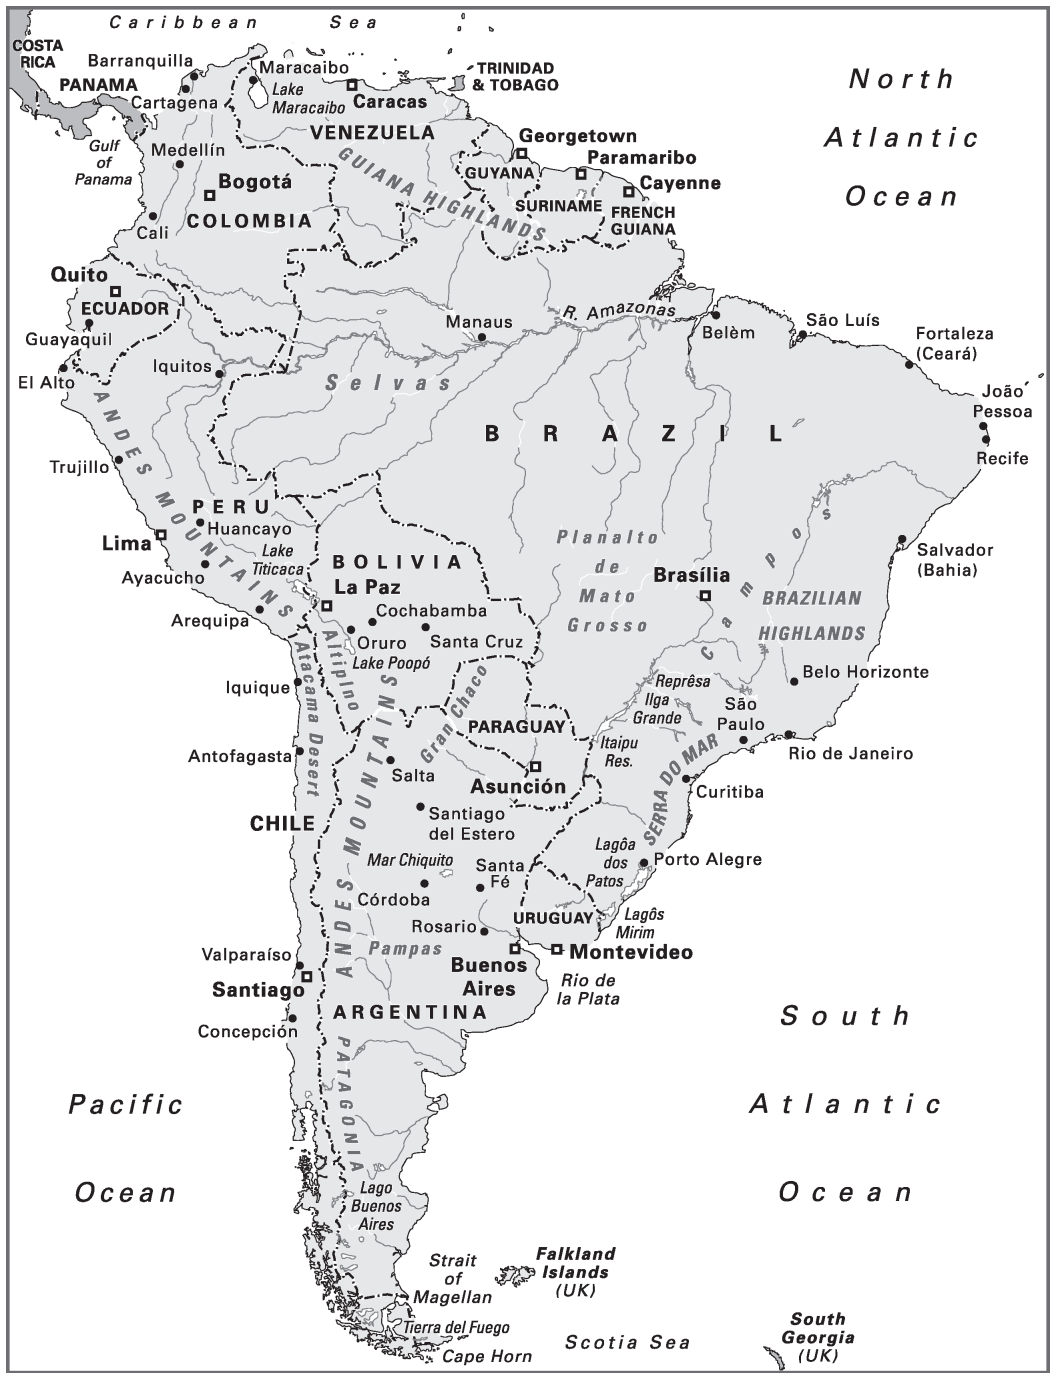 Caribbean Sea
COSTA
RICA
Barranquilla
PANAMA
Cartagena
Maracaibo
Lake
Maracaibo
Caracas
TRINIDAD
& TOBAGO
North
Atlantic
Ocean
Gulf
of
Panama
Medellín
VENEZUELA
Georgetown
Paramaribo
Cayenne
GUYANA
SURINAME
FRENCH
GUIANA
GUIANA HIGHLANDS
Bogotá
COLOMBIA
Cali
Quito
ECUADOR
Guayaquil
El Alto
Iquitos
Manaus
R. Amazonas
Belèm
São Luís
Fortaleza
(Ceará)
João
Pessoa
Recife
Selvas
BRAZIL
ANDES MOUNTAINS
Trujillo
PERU
Huancayo
Lima
Lake
Titicaca
Ayacucho
Arequipa
BOLIVIA
La Paz
Cochabamba
Oruro
Santa Cruz
Lake Poopó
Altiplno
Planalto
de
Mato
Grosso
Brasília
Campos
BRAZILIAN
HIGHLANDS
Salvador
(Bahia)
Belo Horizonte
Iquique
Atacama Desert
Antofagasta
Gran Chaco
PARAGUAY
Asunción
Reprêsa
Ilga
Grande
São
Paulo
Itaipu
Res.
Rio de Janeiro
SERRA DO MAR
Curitiba
Salta
CHILE
Santiago
del Estero
ANDES MOUNTAINS
Mar Chiquito
Santa
Fé
Córdoba
Lagôa
dos
Patos
Porto Alegre
Rosario
URUGUAY
Lagôs
Mirim
Pampas
Valparaíso
Santiago
Buenos
Aires
Montevideo
Rio de
la Plata
ARGENTINA
Concepción
PATAGONIA
South
Atlantic
Ocean
Pacific
Ocean
Lago
Buenos
Aires
Strait
of
Magellan
Falkland
Islands
(UK)
Tierra del Fuego
Cape Horn
Scotia Sea
South
Georgia
(UK)